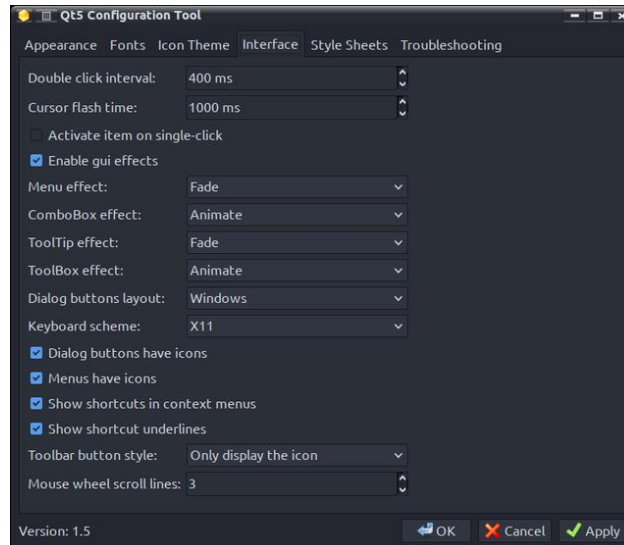 Qt5 Configuration Tool
Appearance Fonts Icon Theme Interface Style Sheets Troubleshooting
Double click interval: 400 ms
Cursor flash time: 1000 ms
Activate item on single-click
Enable gui effects
Menu effect: Fade
ComboBox effect: Animate
ToolTip effect: Fade
ToolBox effect: Animate
Dialog buttons layout: Windows
Keyboard scheme: X11
Dialog buttons have icons
Menus have icons
Show shortcuts in context menus
Show shortcut underlines
Toolbar button style: Only display the icon
Mouse wheel scroll lines: 3
Version: 1.5 OK Cancel Apply